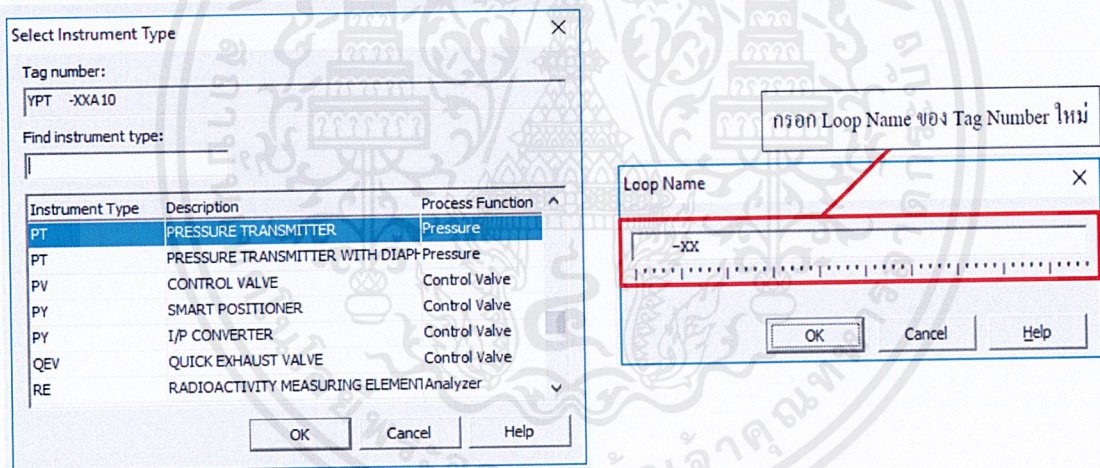 Select Instrument Type
Tag number:
YPT -XXA10
Find instrument type:
Instrument Type Description Process Function
PT PRESSURE TRANSMITTER Pressure
PT PRESSURE TRANSMITTER WITH DIAPH Pressure
PV CONTROL VALVE Control Valve
PY SMART POSITIONER Control Valve
PY I/P CONVERTER Control Valve
QEV QUICK EXHAUST VALVE Control Valve
RE RADIOACTIVITY MEASURING ELEMENT Analyzer
OK Cancel Help
กรอก Loop Name ของ Tag Number ใหม่
Loop Name
-XX
OK Cancel Help